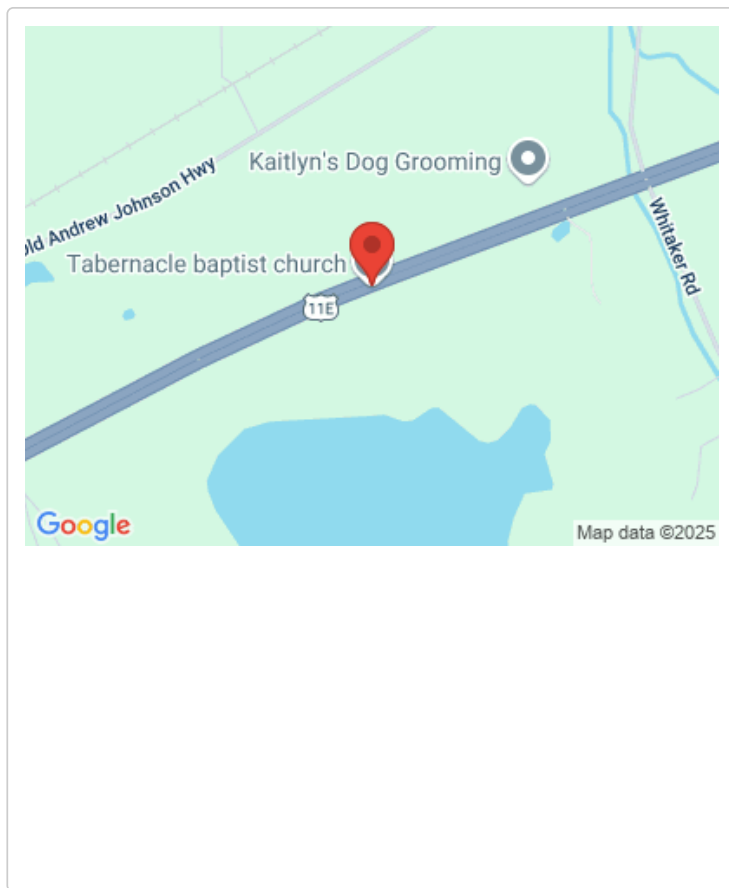 Kaitlyn's Dog Grooming
Old Andrew Johnson Hwy
Whitaker Rd
Tabernacle baptist church
11E
Google
Map data ©2025